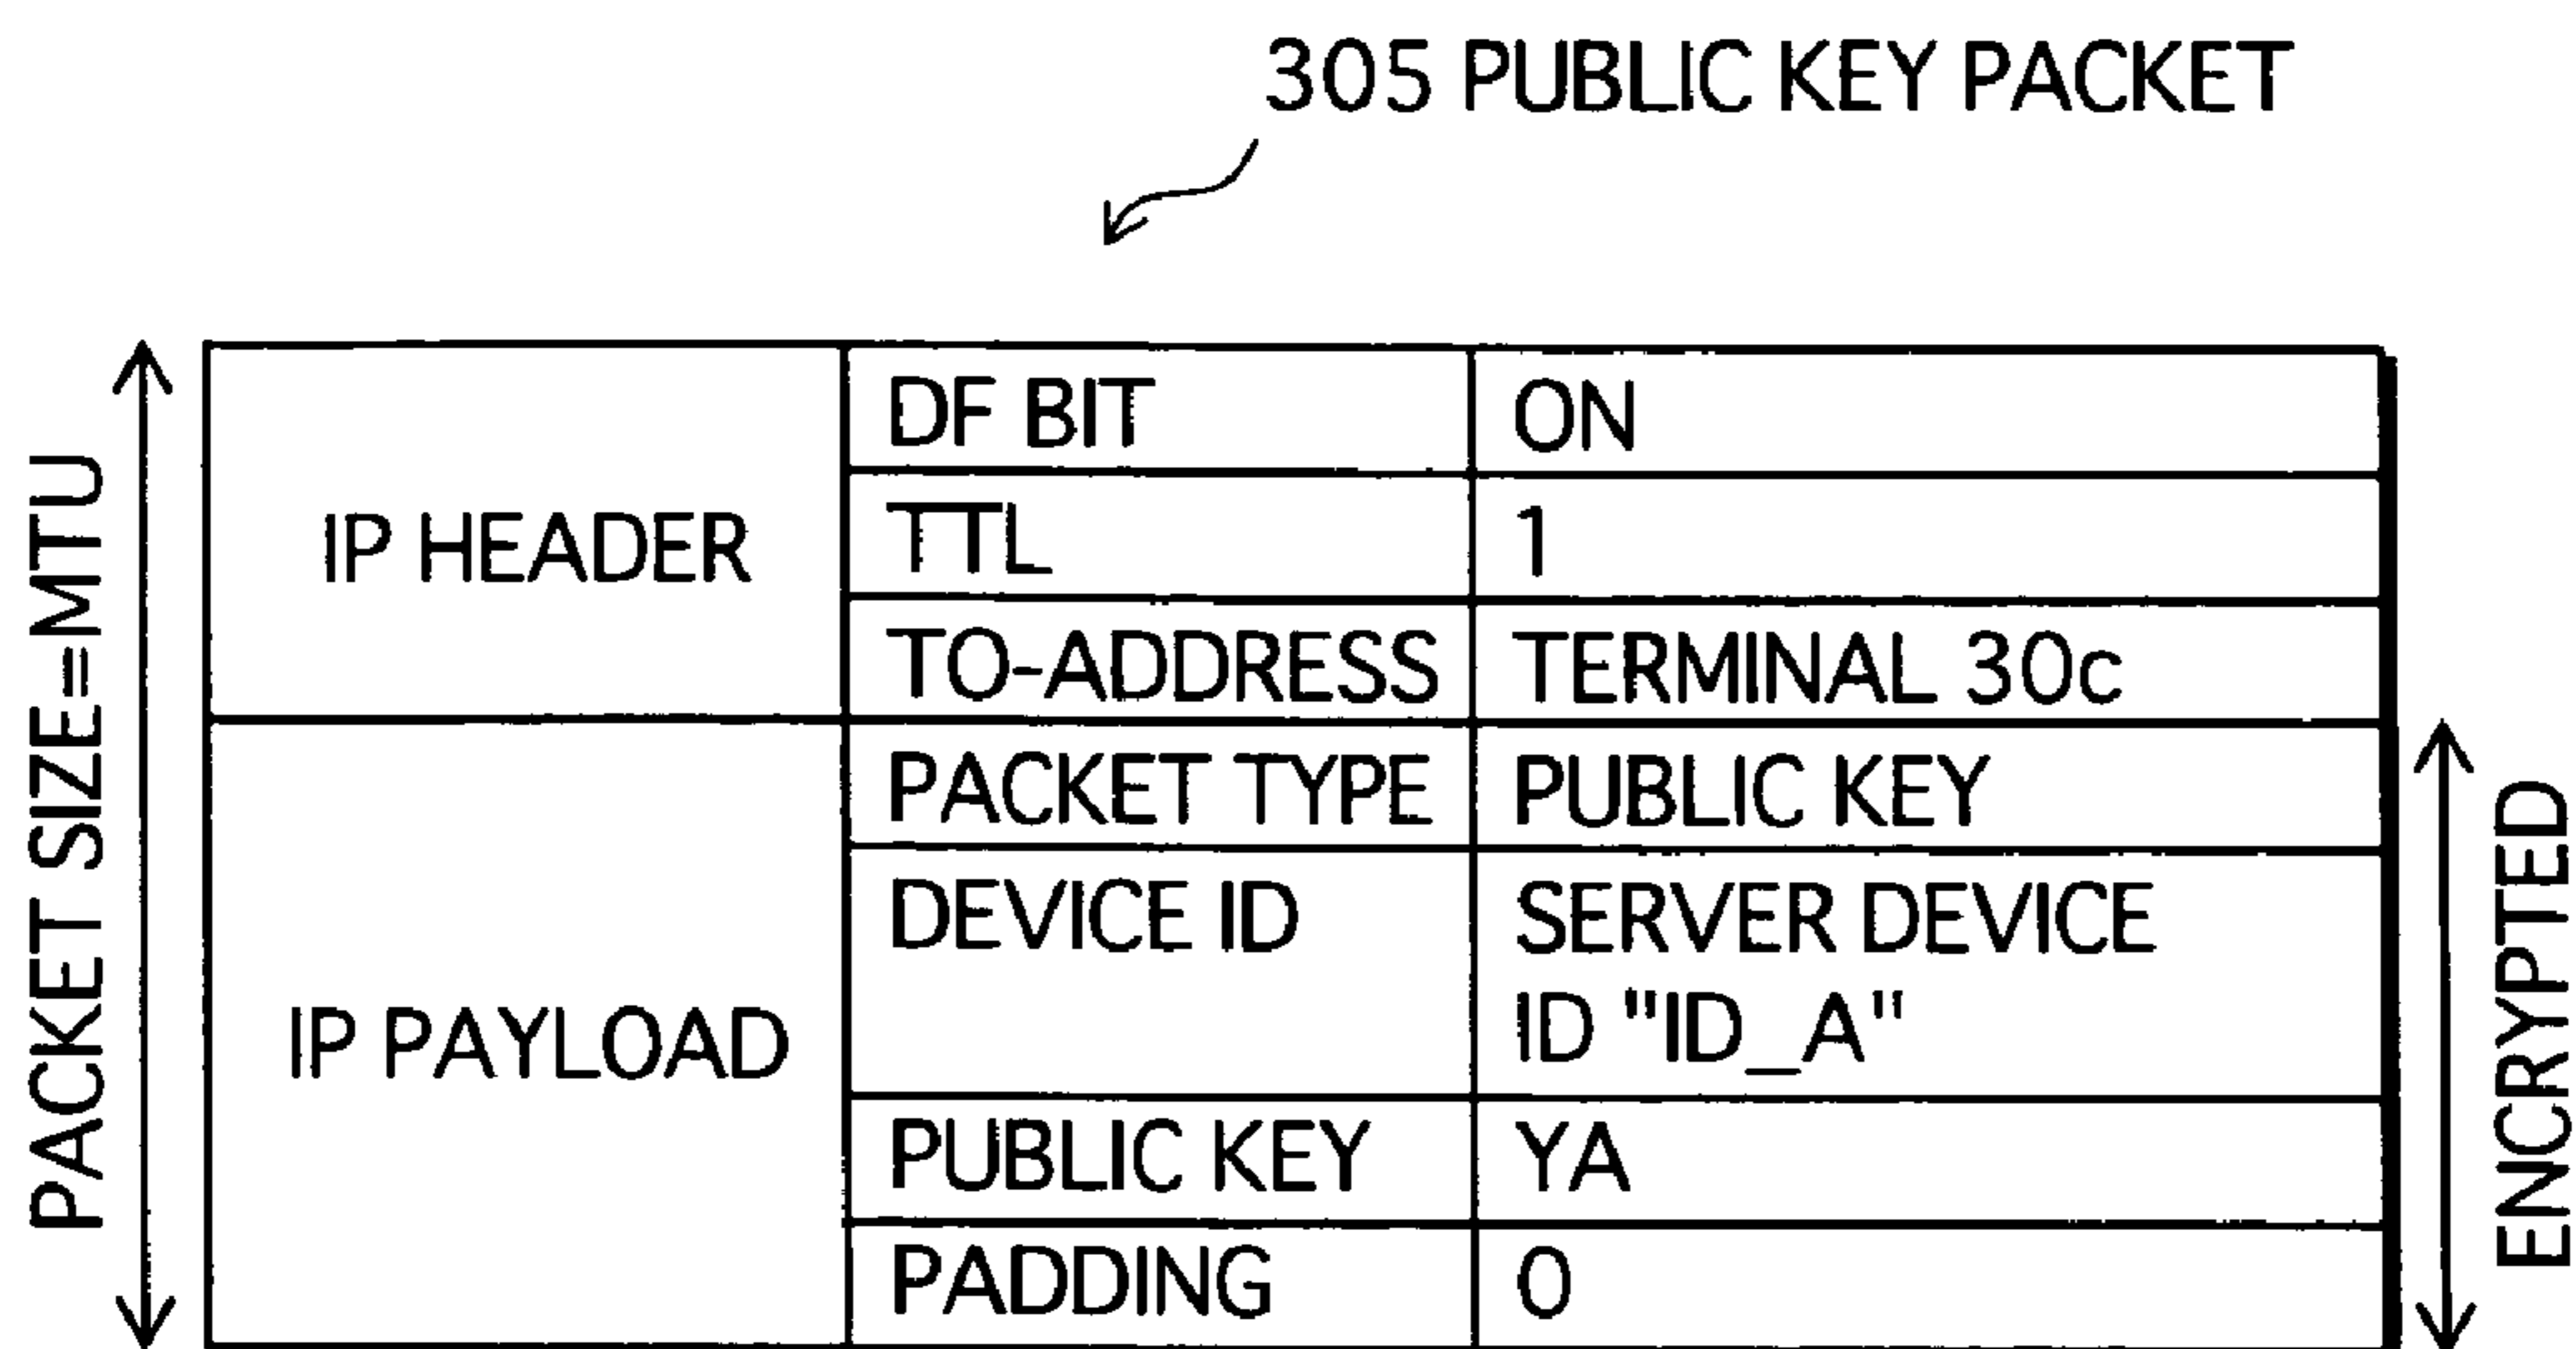 305 PUBLIC KEY PACKET
PACKET SIZE=MTU
IP HEADER
DF BIT
ON
TTL
1
TO-ADDRESS
TERMINAL 30c
IP PAYLOAD
PACKET TYPE
PUBLIC KEY
DEVICE ID
SERVER DEVICE
ID "ID_A"
PUBLIC KEY
YA
PADDING
0
ENCRYPTED